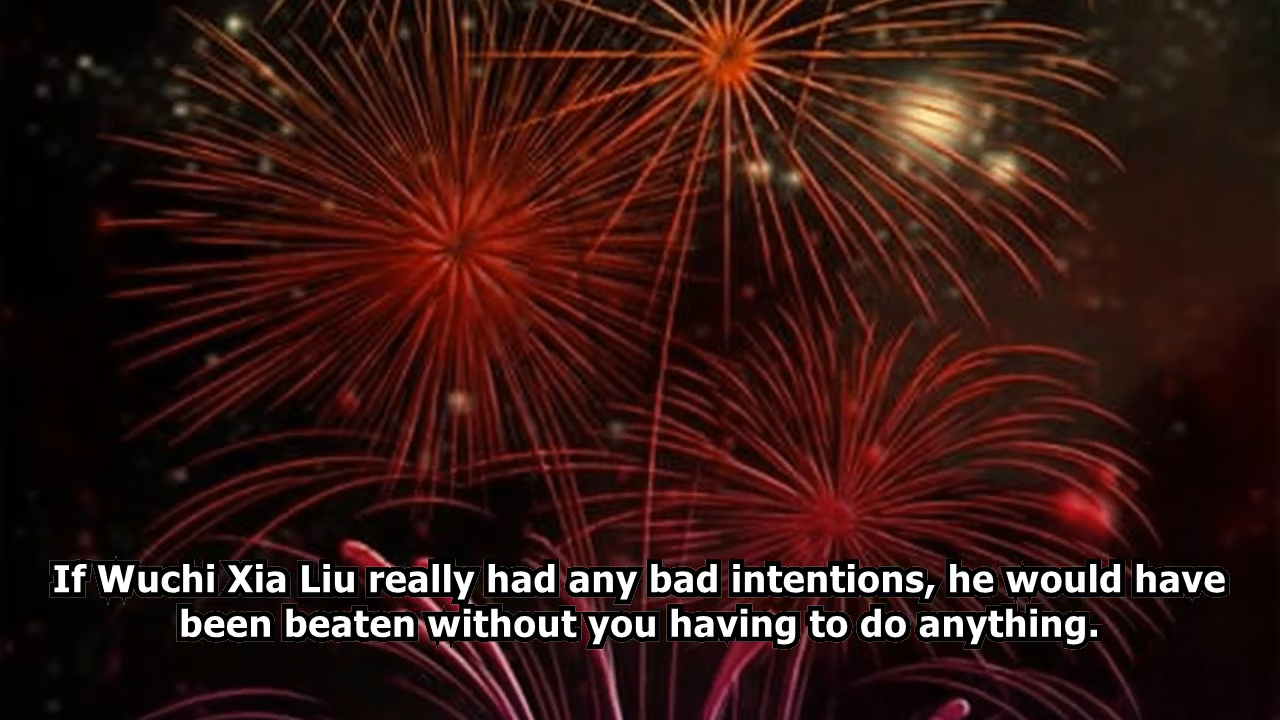 If Wuchi Xia Liu really had any bad intentions, he would have
been beaten without you having to do anything.